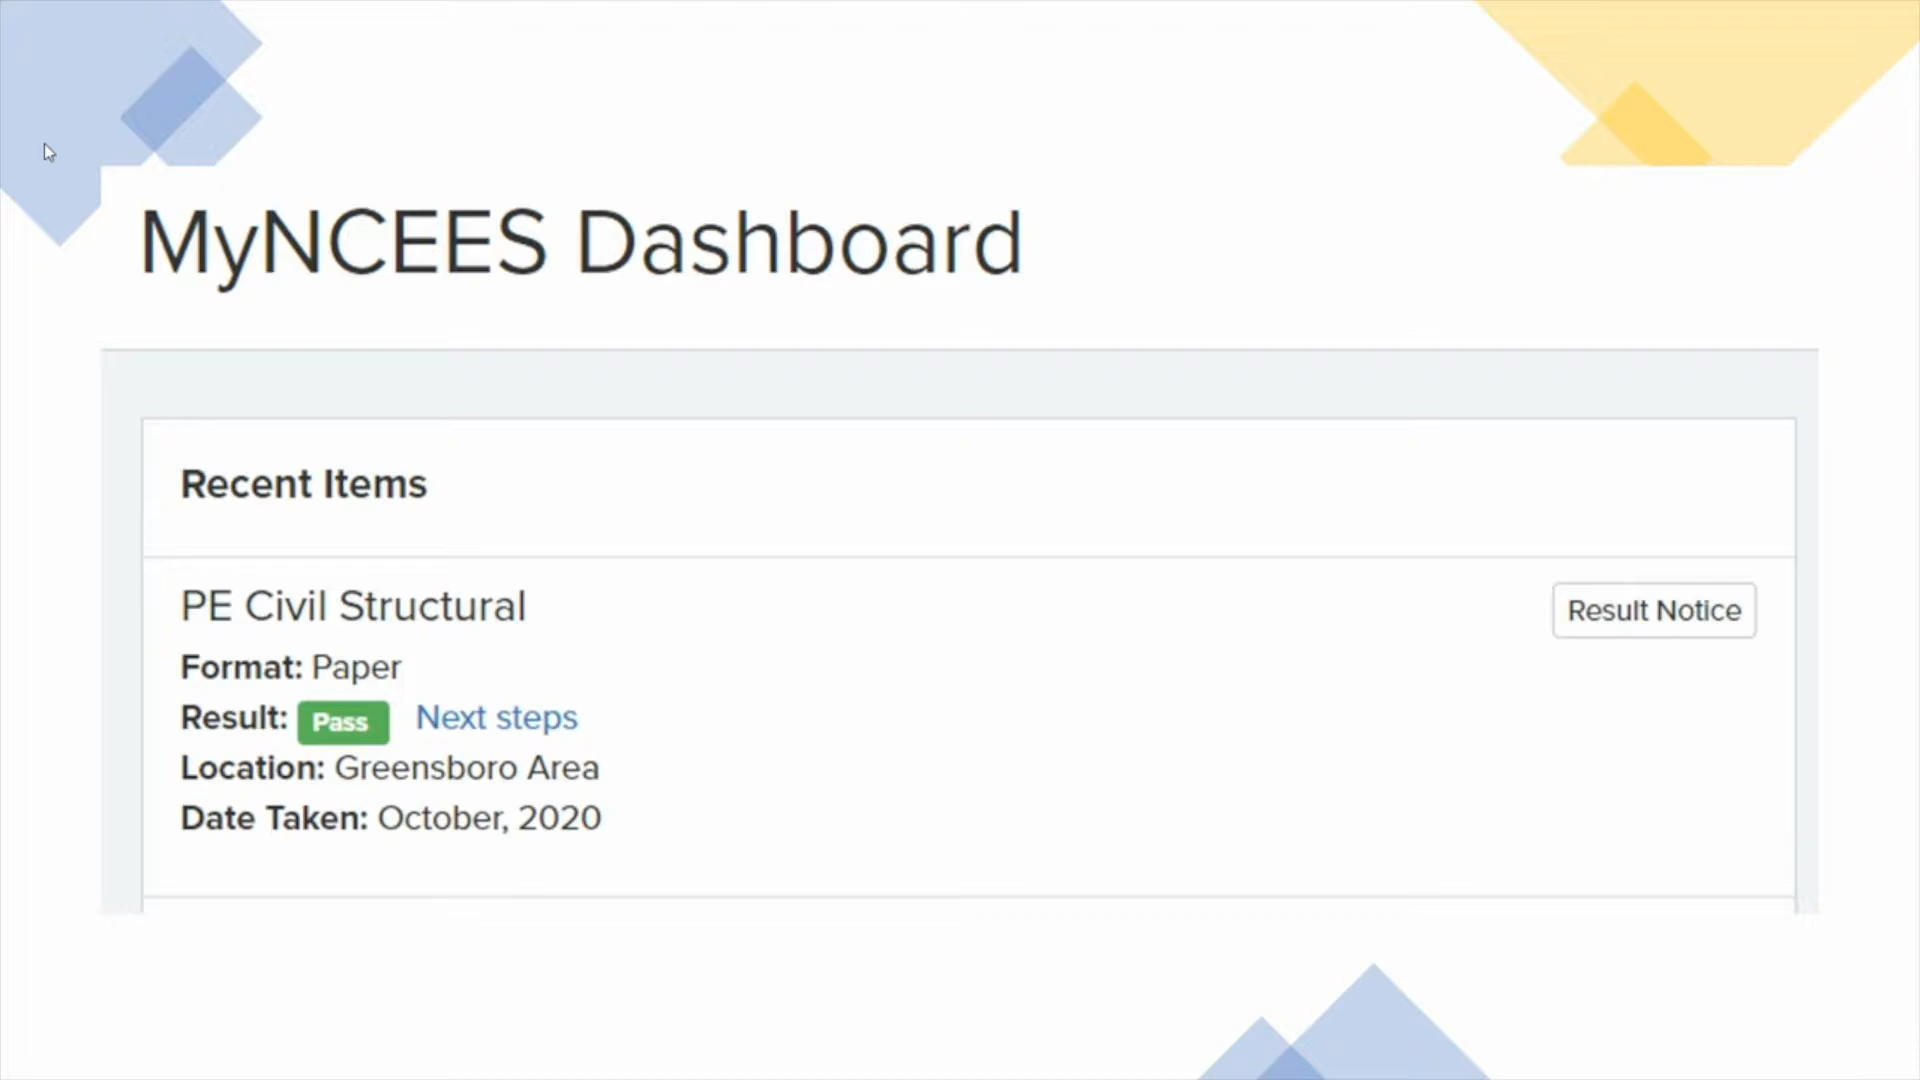 MyNCEES Dashboard
Recent Items
PE Civil Structural
Result Notice
Format: Paper
Result: Pass Next steps
Location: Greensboro Area
Date Taken: October, 2020